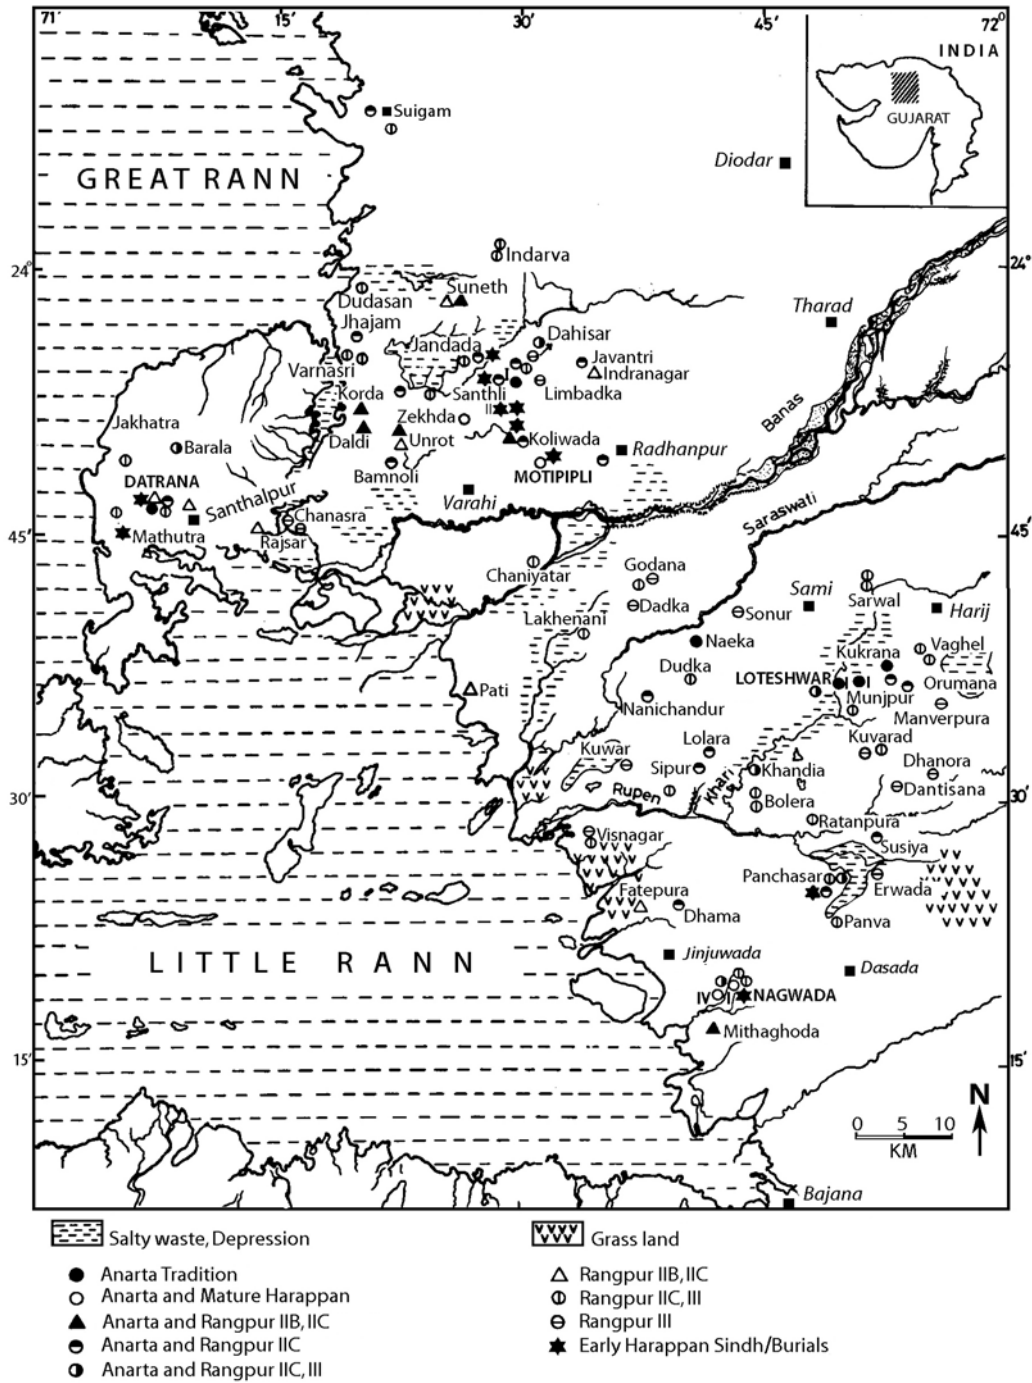 71' 15' 30' 45' 72°
INDIA
GUJARAT
Suigam
Diodar
GREAT RANN
Indarva
24° 24°
Dudasan
Suneth
Tharad
Jhajam
Jandada
Dahisar
Varnasri
Javantri
Indranagar
Santhli
I
Limbadka
Korda
II
Jakhatra
Zekhda
Banas
Daldi
Unrot
Koliwada
Barala
Radhanpur
Bamnoli
MOTIPIPLI
DATRANA
Santhalpur
Varahi
Chanasra
Saraswati
Mathutra
Rajsar
45' 45'
Chaniyatar
Godana
Sami
Dadka
Sonur
Sarwal
Harij
Lakhenani
Naeka
Kukrana
Vaghel
Dudka
LOTESHWAR
I
Orumana
Pati
Munjpur
Nanichandur
Manverpura
Lolara
Kuvarad
Kuwar
Sipur
Khari
Khandia
Dhanora
Rupen
Bolera
Dantisana
30' 30'
Ratanpura
Visnagar
Susiya
Panchasar
Erwada
Fatepura
Dhama
Panva
LITTLE RANN
Jinjuwada
Dasada
IV I NAGWADA
Mithaghoda
15' 15'
N
0 5 10
KM
Bajana
Salty waste, Depression
Grass land
Anarta Tradition
Anarta and Mature Harappan
Anarta and Rangpur IIB, IIC
Anarta and Rangpur IIC
Anarta and Rangpur IIC, III
Rangpur IIB, IIC
Rangpur IIC, III
Rangpur III
Early Harappan Sindh/Burials